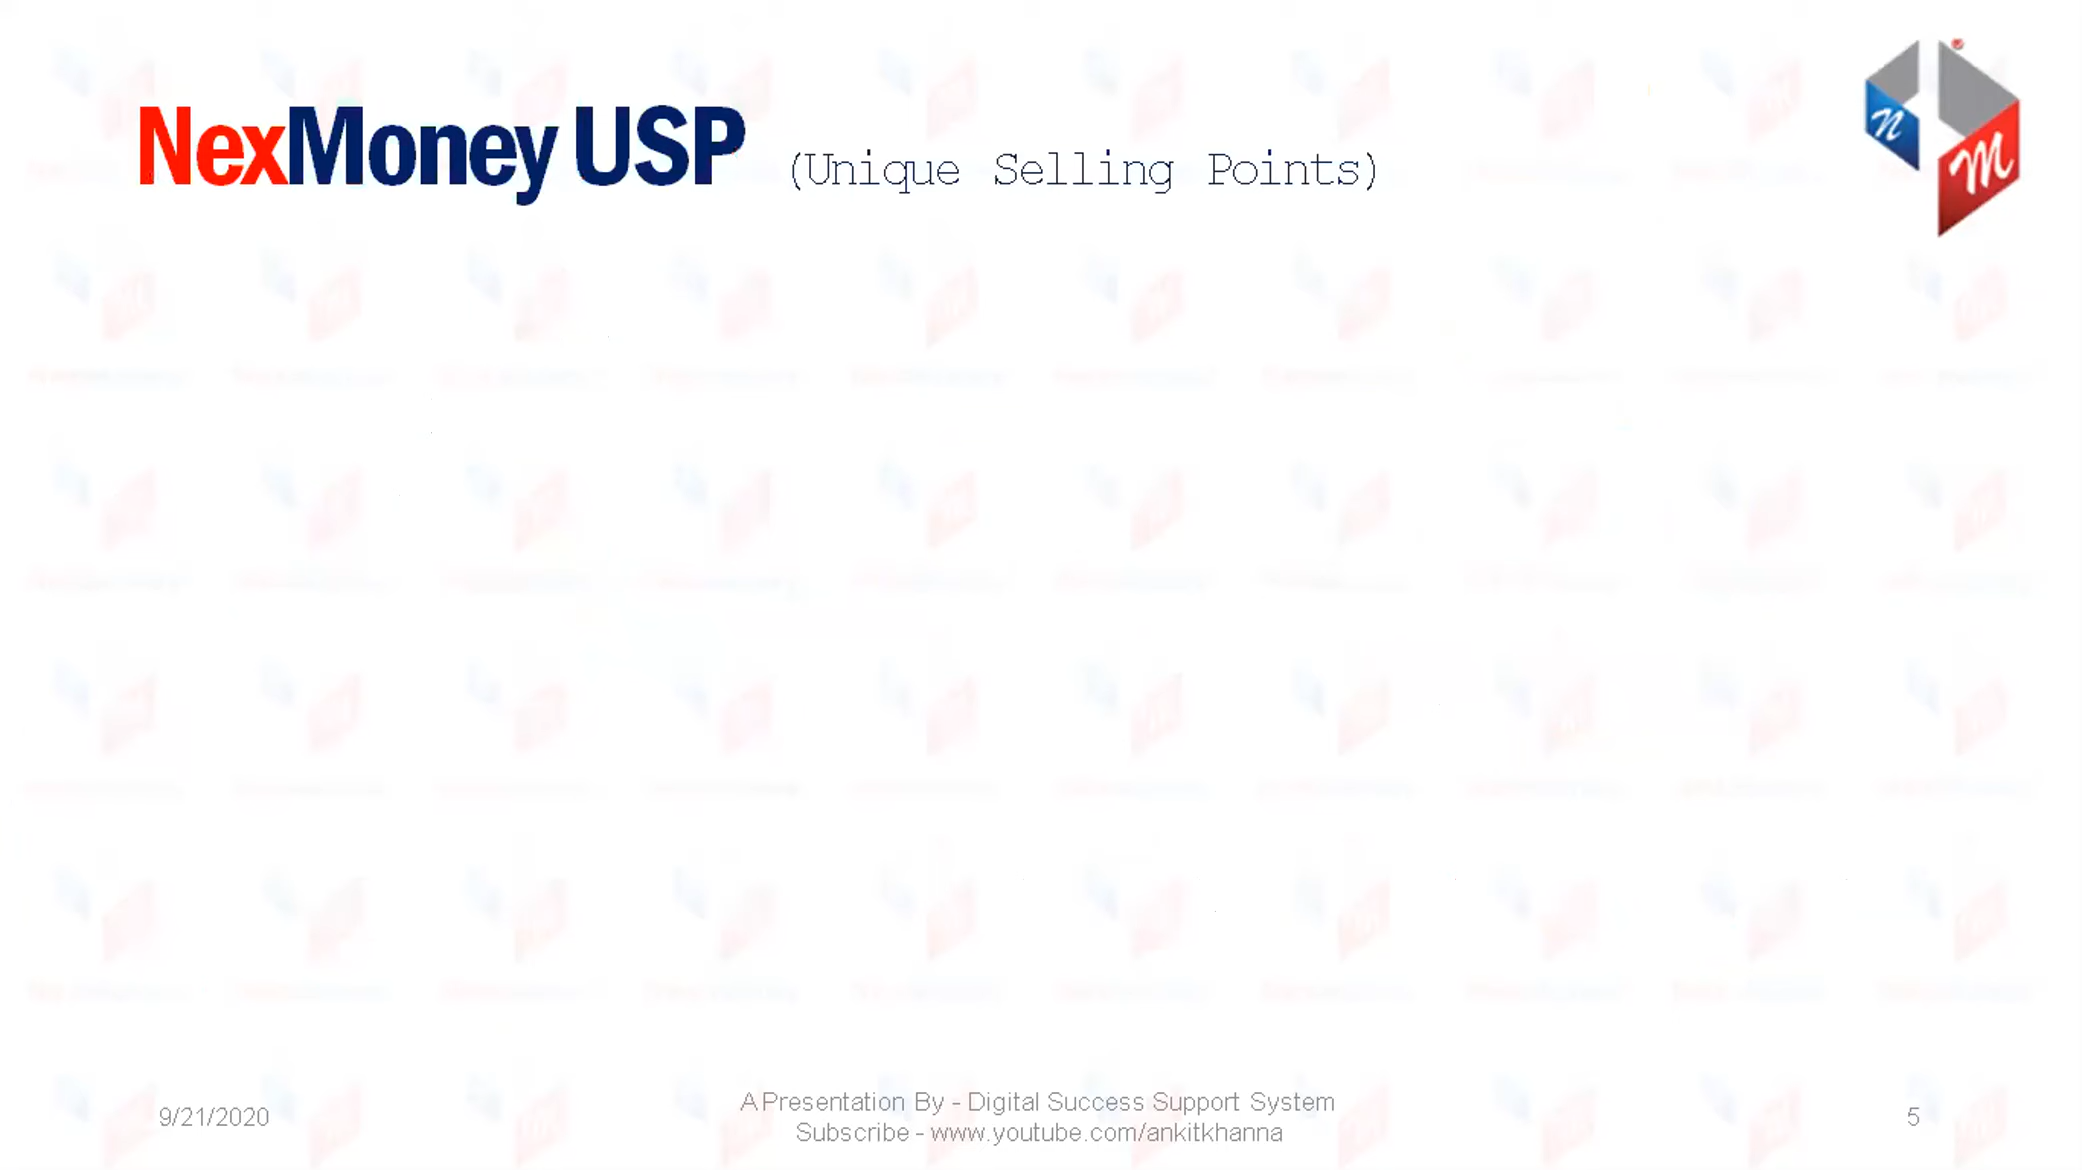 NexMoney USP (Unique Selling Points)
n
M
9/21/2020
A Presentation By - Digital Success Support System
Subscribe - www.youtube.com/ankitkhanna
5